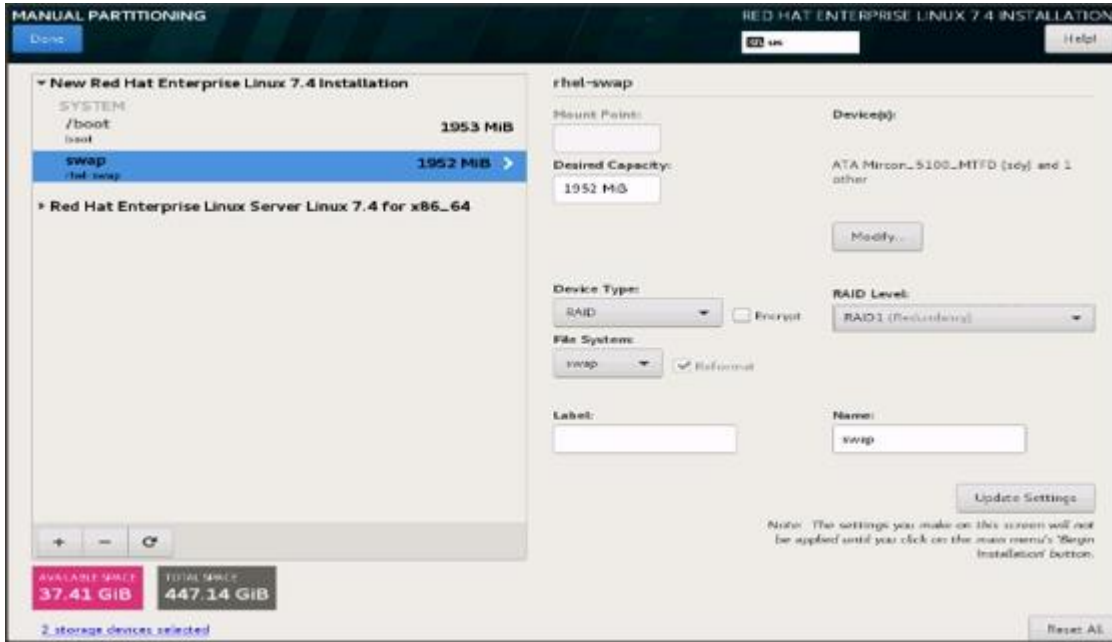 MANUAL PARTITIONING
RED HAT ENTERPRISE LINUX 7.4 INSTALLATION
Done
us
Help!
New Red Hat Enterprise Linux 7.4 Installation
SYSTEM
/boot
boot
1953 MiB
swap
rhel-swap
1952 MiB
Red Hat Enterprise Linux Server Linux 7.4 for x86_64
rhel-swap
Mount Point:
Device(s):
Desired Capacity:
1952 MiB
ATA Mircon_5100_MTFD (sdy) and 1
other
Modify...
Device Type:
RAID
Encrypt
RAID Level:
RAID1 (Redundancy)
File System:
swap
Reformat
Label:
Name:
swap
Update Settings
Note: The settings you make on this screen will not
be applied until you click on the main menu's 'Begin
Installation' button.
AVAILABLE SPACE
37.41 GiB
TOTAL SPACE
447.14 GiB
2 storage devices selected
Reset All